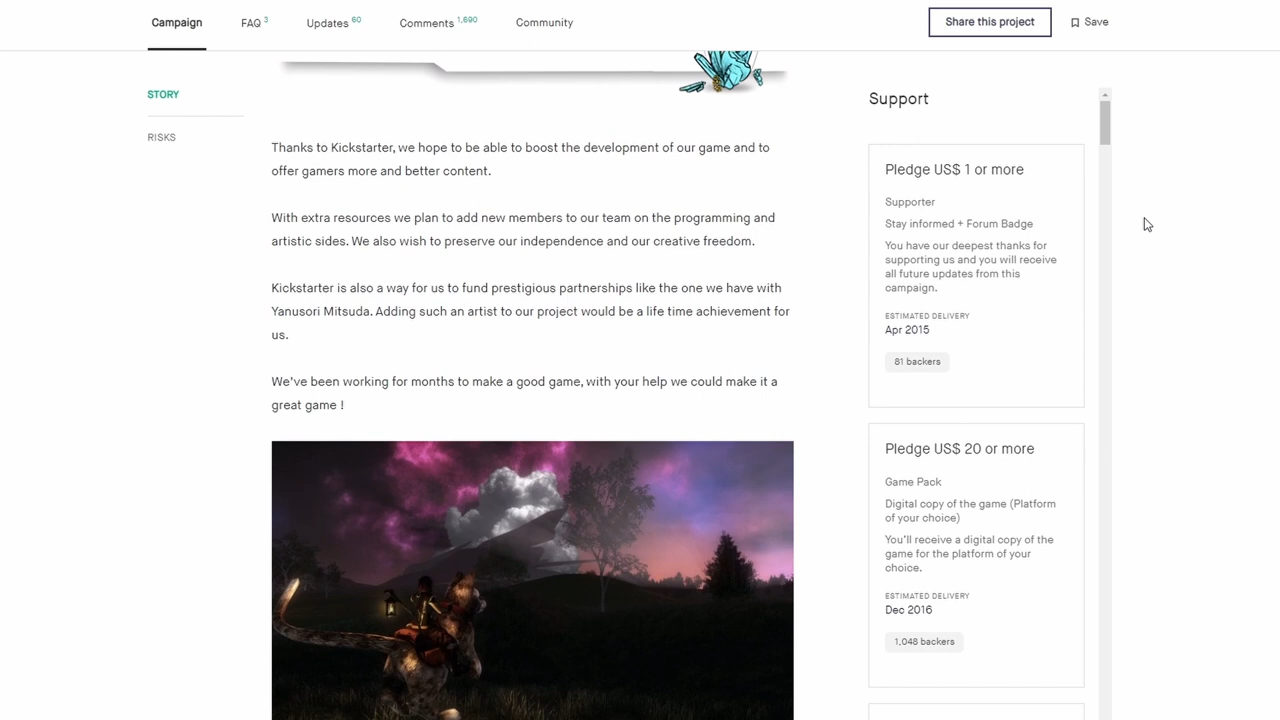 Campaign
FAQ 3
Updates 60
Comments 1,690
Community
Share this project
Save
STORY
RISKS
Thanks to Kickstarter, we hope to be able to boost the development of our game and to
offer gamers more and better content.
With extra resources we plan to add new members to our team on the programming and
artistic sides. We also wish to preserve our independence and our creative freedom.
Kickstarter is also a way for us to fund prestigious partnerships like the one we have with
Yanusori Mitsuda. Adding such an artist to our project would be a life time achievement for
us.
We've been working for months to make a good game, with your help we could make it a
great game !
Support
Pledge US$ 1 or more
Supporter
Stay informed + Forum Badge
You have our deepest thanks for
supporting us and you will receive
all future updates from this
campaign.
ESTIMATED DELIVERY
Apr 2015
81 backers
Pledge US$ 20 or more
Game Pack
Digital copy of the game (Platform
of your choice)
You'll receive a digital copy of the
game for the platform of your
choice.
ESTIMATED DELIVERY
Dec 2016
1,048 backers